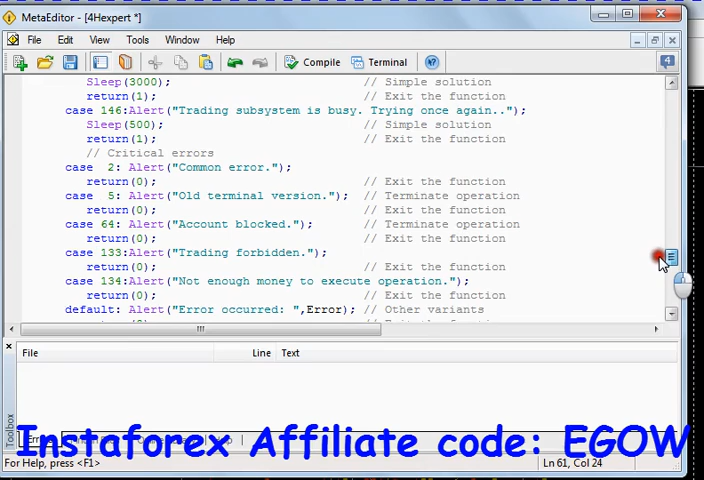 MetaEditor - [4Hexpert *]
File Edit View Tools Window Help
Compile Terminal 4
Sleep(3000); // Simple solution
return(1); // Exit the function
case 146:Alert("Trading subsystem is busy. Trying once again..");
Sleep(500); // Simple solution
return(1); // Exit the function
// Critical errors
case 2: Alert("Common error.");
return(0); // Exit the function
case 5: Alert("Old terminal version."); // Terminate operation
return(0); // Exit the function
case 64: Alert("Account blocked."); // Terminate operation
return(0); // Exit the function
case 133:Alert("Trading forbidden.");
return(0); // Exit the function
case 134:Alert("Not enough money to execute operation.");
return(0); // Exit the function
default: Alert("Error occurred: ",Error); // Other variants
File Line Text
Toolbox
Instaforex Affiliate code: EGOW
For Help, press <F1> Ln 61, Col 24